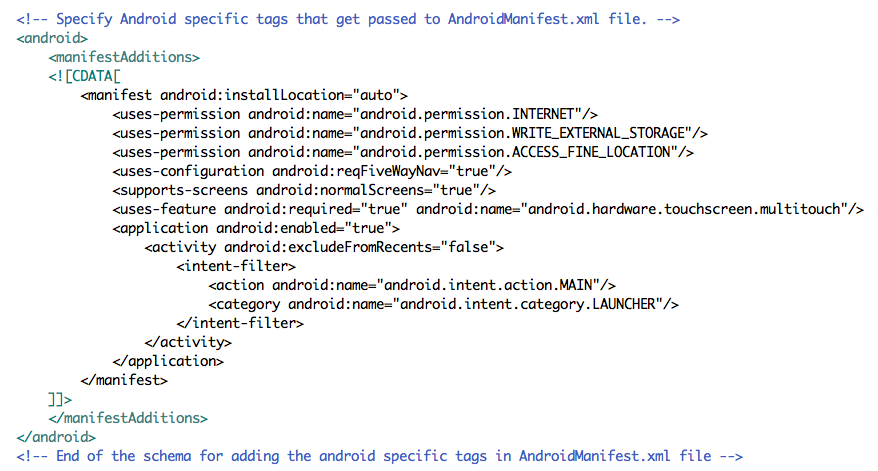 <!-- Specify Android specific tags that get passed to AndroidManifest.xml file. -->
<android>
    <manifestAdditions>
    <![CDATA[
        <manifest android:installLocation="auto">
            <uses-permission android:name="android.permission.INTERNET"/>
            <uses-permission android:name="android.permission.WRITE_EXTERNAL_STORAGE"/>
            <uses-permission android:name="android.permission.ACCESS_FINE_LOCATION"/>
            <uses-configuration android:reqFiveWayNav="true"/>
            <supports-screens android:normalScreens="true"/>
            <uses-feature android:required="true" android:name="android.hardware.touchscreen.multitouch"/>
            <application android:enabled="true">
                <activity android:excludeFromRecents="false">
                    <intent-filter>
                        <action android:name="android.intent.action.MAIN"/>
                        <category android:name="android.intent.category.LAUNCHER"/>
                    </intent-filter>
                </activity>
            </application>
        </manifest>
    ]]>
    </manifestAdditions>
</android>
<!-- End of the schema for adding the android specific tags in AndroidManifest.xml file -->